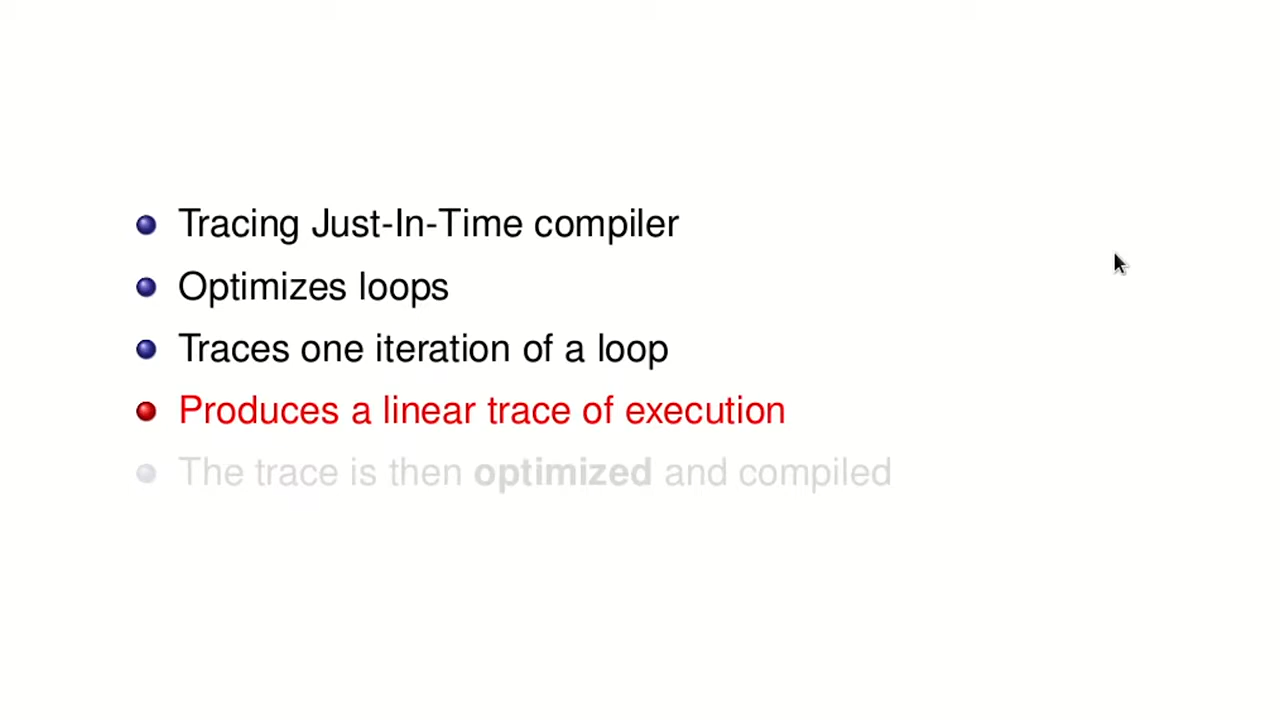 Tracing Just-In-Time compiler
Optimizes loops
Traces one iteration of a loop
Produces a linear trace of execution
The trace is then optimized and compiled